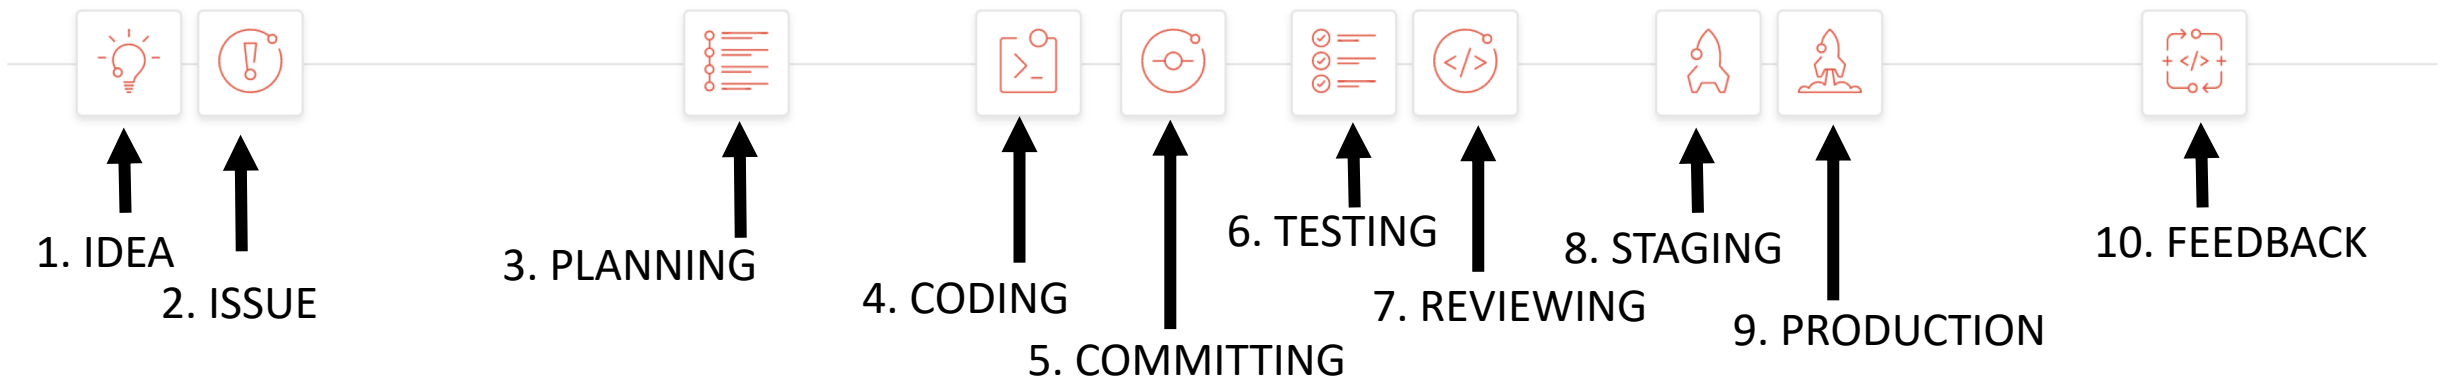 1. IDEA
2. ISSUE
3. PLANNING
4. CODING
5. COMMITTING
6. TESTING
7. REVIEWING
8. STAGING
9. PRODUCTION
10. FEEDBACK